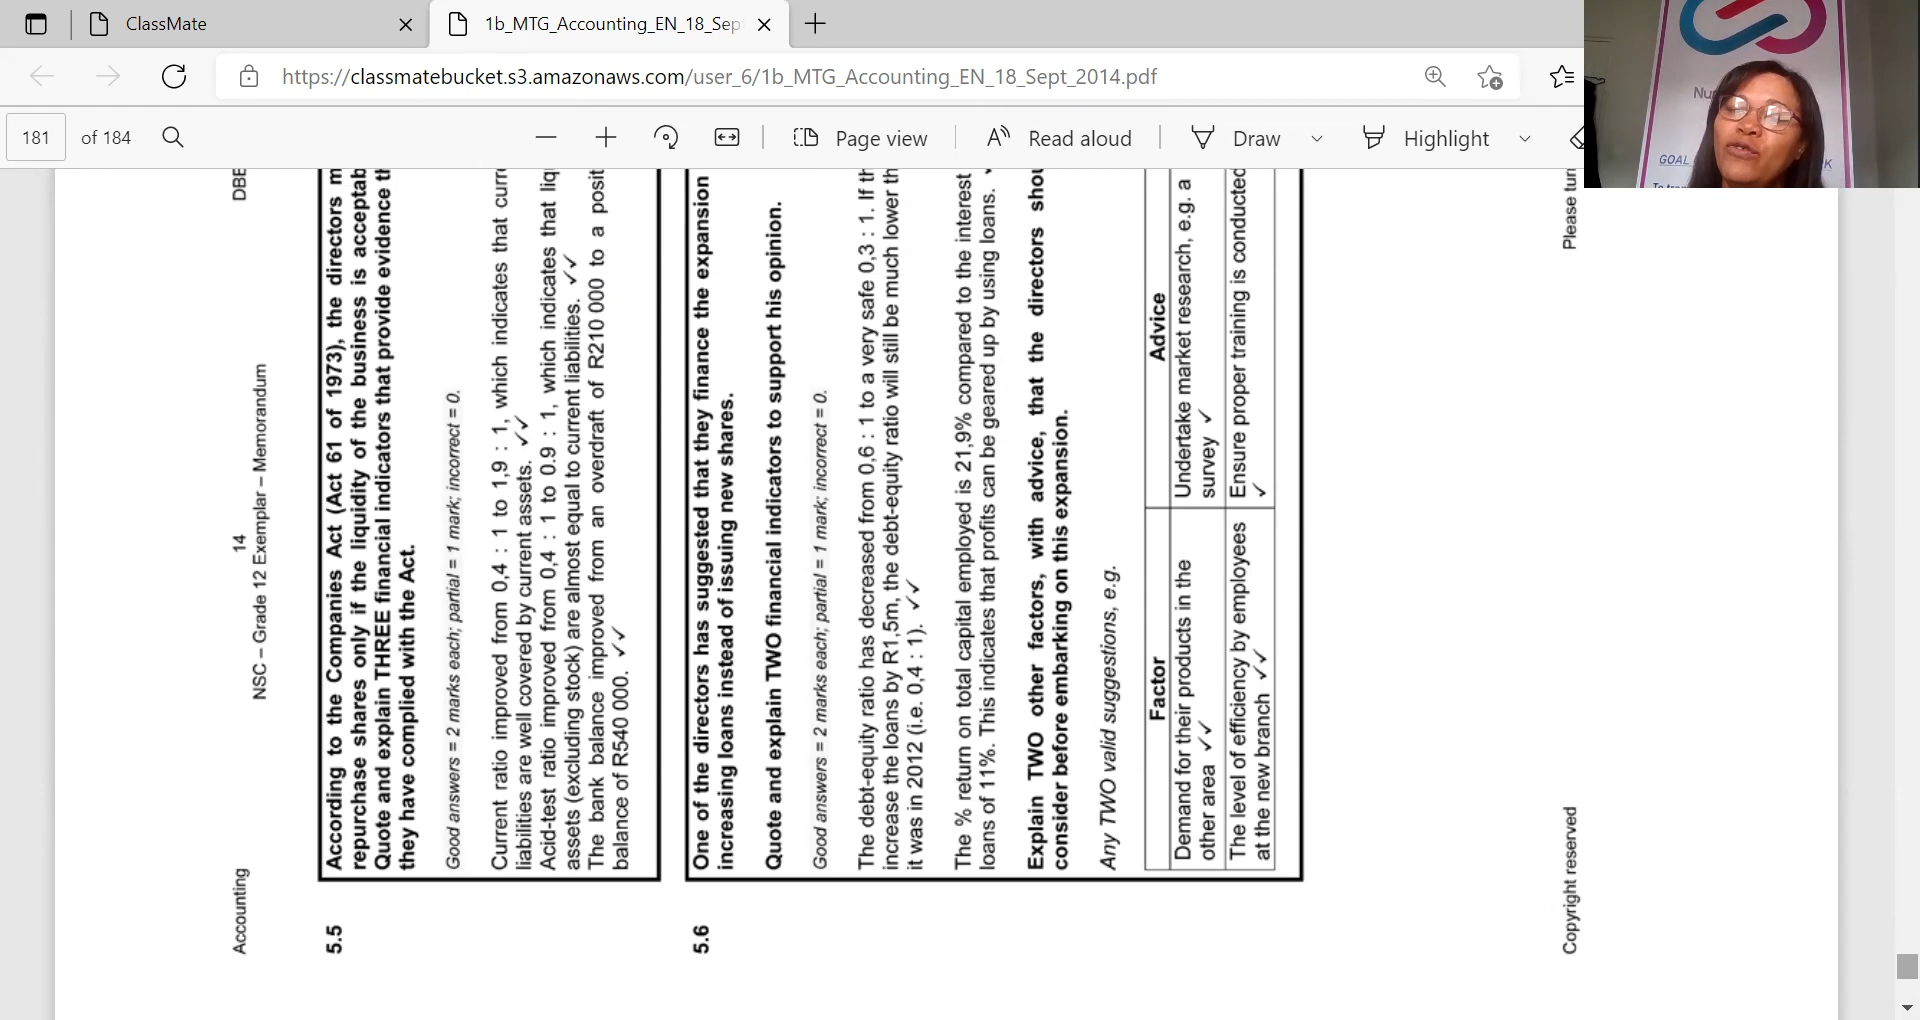 ClassMate
1b_MTG_Accounting_EN_18_Sep
https://classmatebucket.s3.amazonaws.com/user_6/1b_MTG_Accounting_EN_18_Sept_2014.pdf
181 of 184
Page view
Read aloud
Draw
Highlight
GOAL
K
Accounting
14
DBE
NSC – Grade 12 Exemplar – Memorandum
5.5
According to the Companies Act (Act 61 of 1973), the directors m
repurchase shares only if the liquidity of the business is acceptab
Quote and explain THREE financial indicators that provide evidence th
they have complied with the Act.
Good answers = 2 marks each; partial = 1 mark; incorrect = 0.
Current ratio improved from 0,4 : 1 to 1,9 : 1, which indicates that curr
liabilities are well covered by current assets. ✓✓
Acid-test ratio improved from 0,4 : 1 to 0.9 : 1, which indicates that liq
assets (excluding stock) are almost equal to current liabilities. ✓✓
The bank balance improved from an overdraft of R210 000 to a posit
balance of R540 000. ✓✓
5.6
One of the directors has suggested that they finance the expansion
increasing loans instead of issuing new shares.
Quote and explain TWO financial indicators to support his opinion.
Good answers = 2 marks each; partial = 1 mark; incorrect = 0.
The debt-equity ratio has decreased from 0,6 : 1 to a very safe 0,3 : 1. If th
increase the loans by R1,5m, the debt-equity ratio will still be much lower th
it was in 2012 (i.e. 0,4 : 1). ✓✓
The % return on total capital employed is 21,9% compared to the interest
loans of 11%. This indicates that profits can be geared up by using loans.
Explain TWO other factors, with advice, that the directors shou
consider before embarking on this expansion.
Any TWO valid suggestions, e.g.
Factor
Advice
Demand for their products in the
other area ✓✓
Undertake market research, e.g. a
survey ✓
The level of efficiency by employees
at the new branch ✓✓
Ensure proper training is conducted
✓
Copyright reserved
Please turn